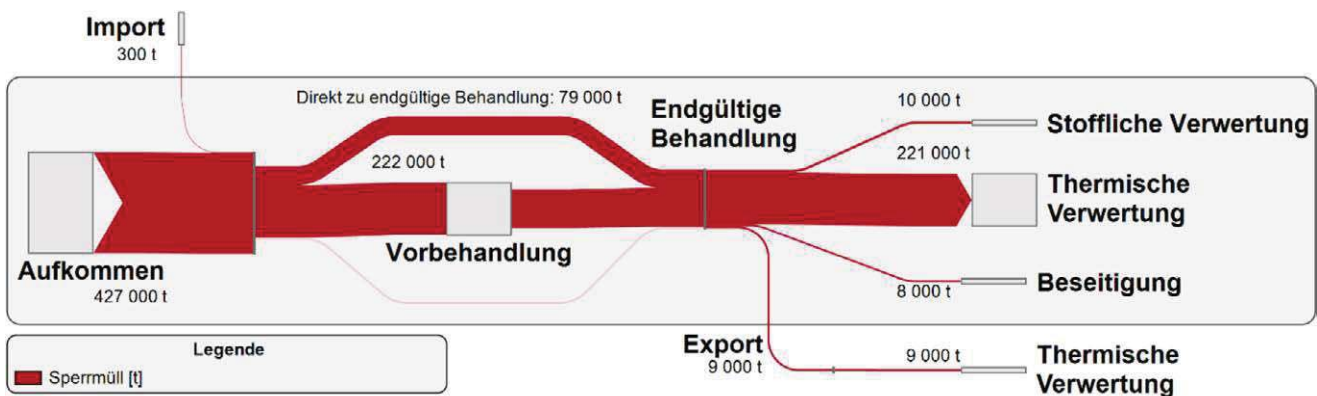 Import
300 t
Direkt zu endgültige Behandlung: 79 000 t
Endgültige
Behandlung
10 000 t
Stoffliche Verwertung
222 000 t
221 000 t
Thermische
Verwertung
Vorbehandlung
Aufkommen
427 000 t
8 000 t
Beseitigung
Legende
Sperrmüll [t]
Export
9 000 t
9 000 t
Thermische
Verwertung